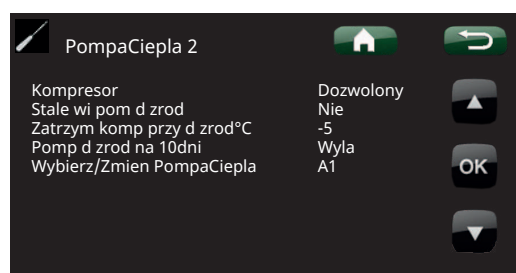 PompaCiepla 2
Kompresor Dozwolony
Stale wi pom d zrod Nie
Zatrzym komp przy d zrod°C -5
Pomp d zrod na 10dni Wyla
Wybierz/Zmien PompaCiepla A1
OK